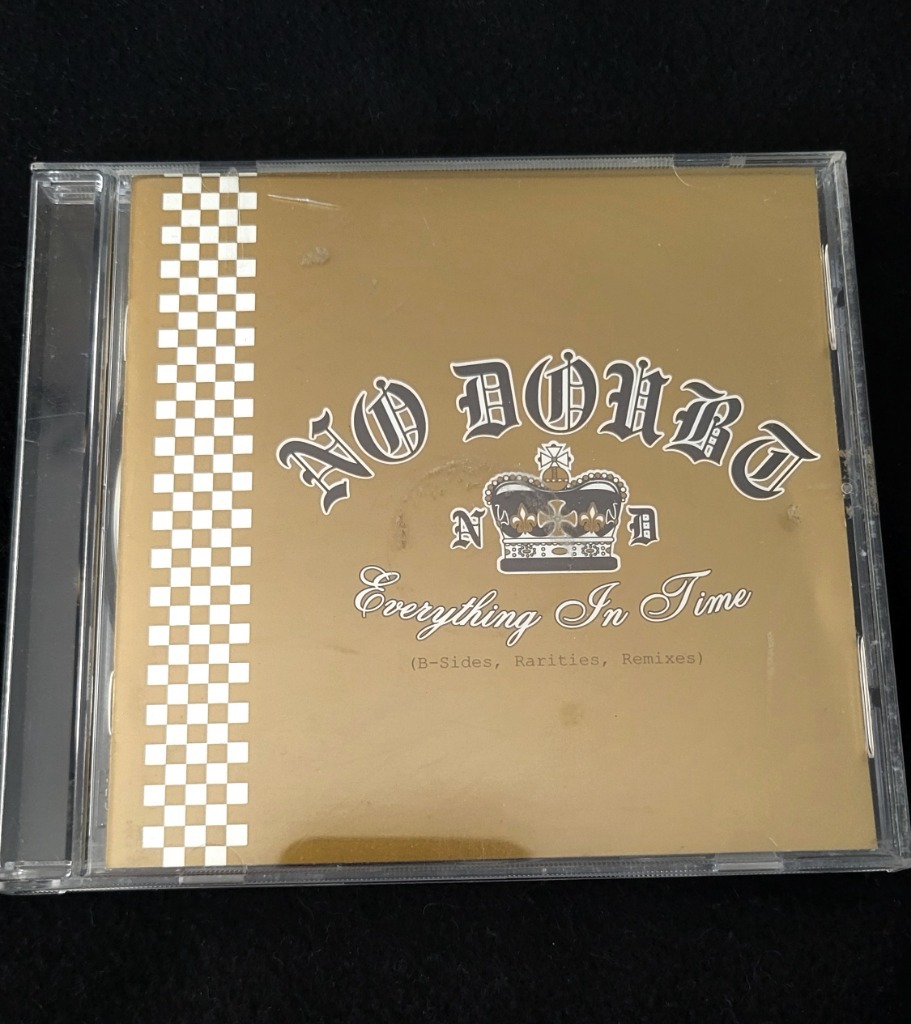 NO DOUBT
N D
Everything In Time
(B-Sides, Rarities, Remixes)